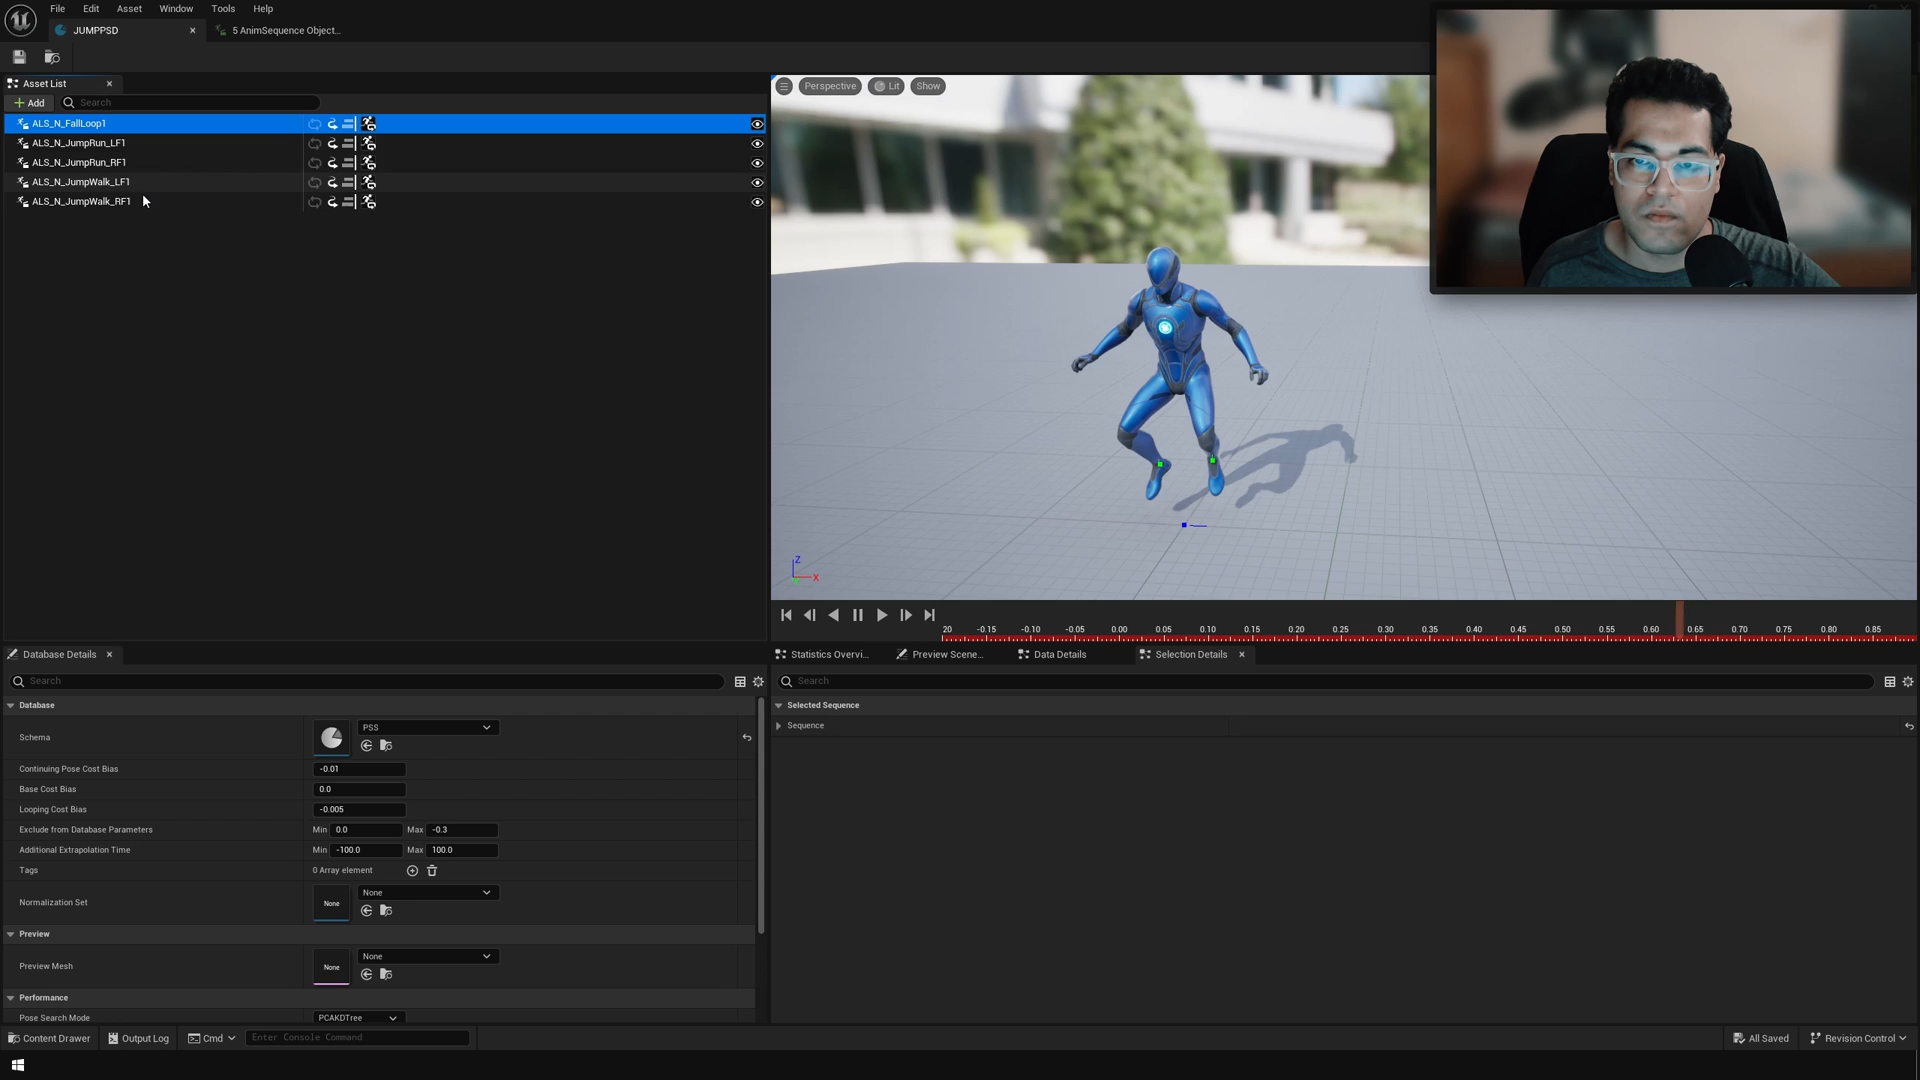 File Edit Asset Window Tools Help
JUMPPSD
5 AnimSequence Object...
Asset List
Add
Search
ALS_N_FallLoop1
ALS_N_JumpRun_LF1
ALS_N_JumpRun_RF1
ALS_N_JumpWalk_LF1
ALS_N_JumpWalk_RF1
Perspective Lit Show
Z
X
20 -0.15 -0.10 -0.05 0.00 0.05 0.10 0.15 0.20 0.25 0.30 0.35 0.40 0.45 0.50 0.55 0.60 0.65 0.70 0.75 0.80 0.85
Database Details
Search
Database
Schema PSS
Continuing Pose Cost Bias -0.01
Base Cost Bias 0.0
Looping Cost Bias -0.005
Exclude from Database Parameters Min 0.0 Max -0.3
Additional Extrapolation Time Min -100.0 Max 100.0
Tags 0 Array element
Normalization Set None None
Preview
Preview Mesh None None
Performance
Pose Search Mode PCAKDTree
Statistics Overvi... Preview Scene... Data Details Selection Details
Search
Selected Sequence
Sequence
Content Drawer Output Log Cmd Enter Console Command
All Saved Revision Control